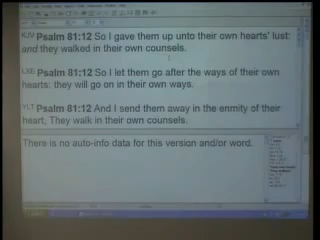 KJV Psalm 81:12 So I gave them up unto their own hearts' lust:
and they walked in their own counsels.
LXE Psalm 81:12 So I let them go after the ways of their own
hearts: they will go on in their own ways.
YLT Psalm 81:12 And I send them away in the enmity of their
heart, They walk in their own counsels.
There is no auto-info data for this version and/or word.